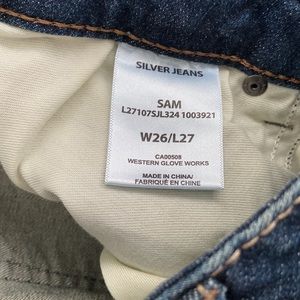 SILVER JEANS
SAM
L27107SJL324 1003921
W26/L27
CA00508
WESTERN GLOVE WORKS
MADE IN CHINA/
FABRIQUÉ EN CHINE